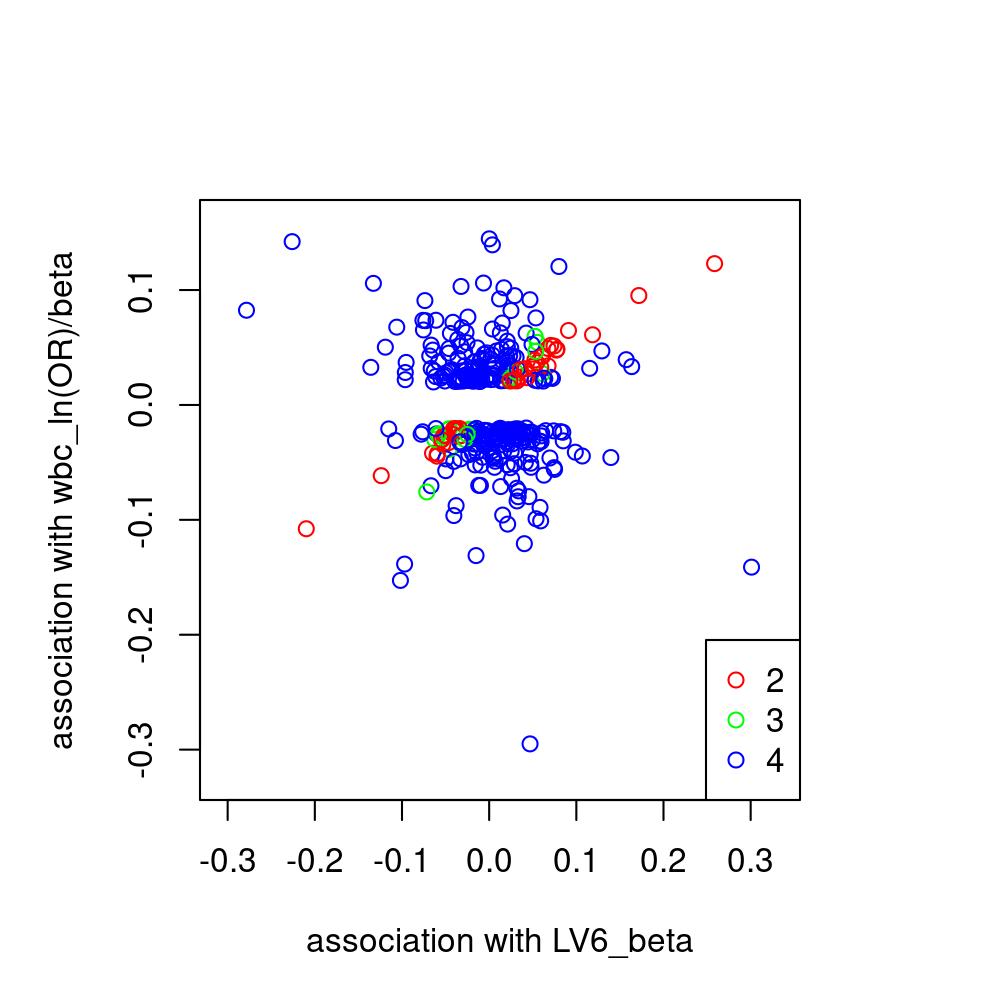 association with wbc_ln(OR)/beta
0.1
0.0
-0.1
-0.2
-0.3
2
3
4
-0.3 -0.2 -0.1 0.0 0.1 0.2 0.3
association with LV6_beta